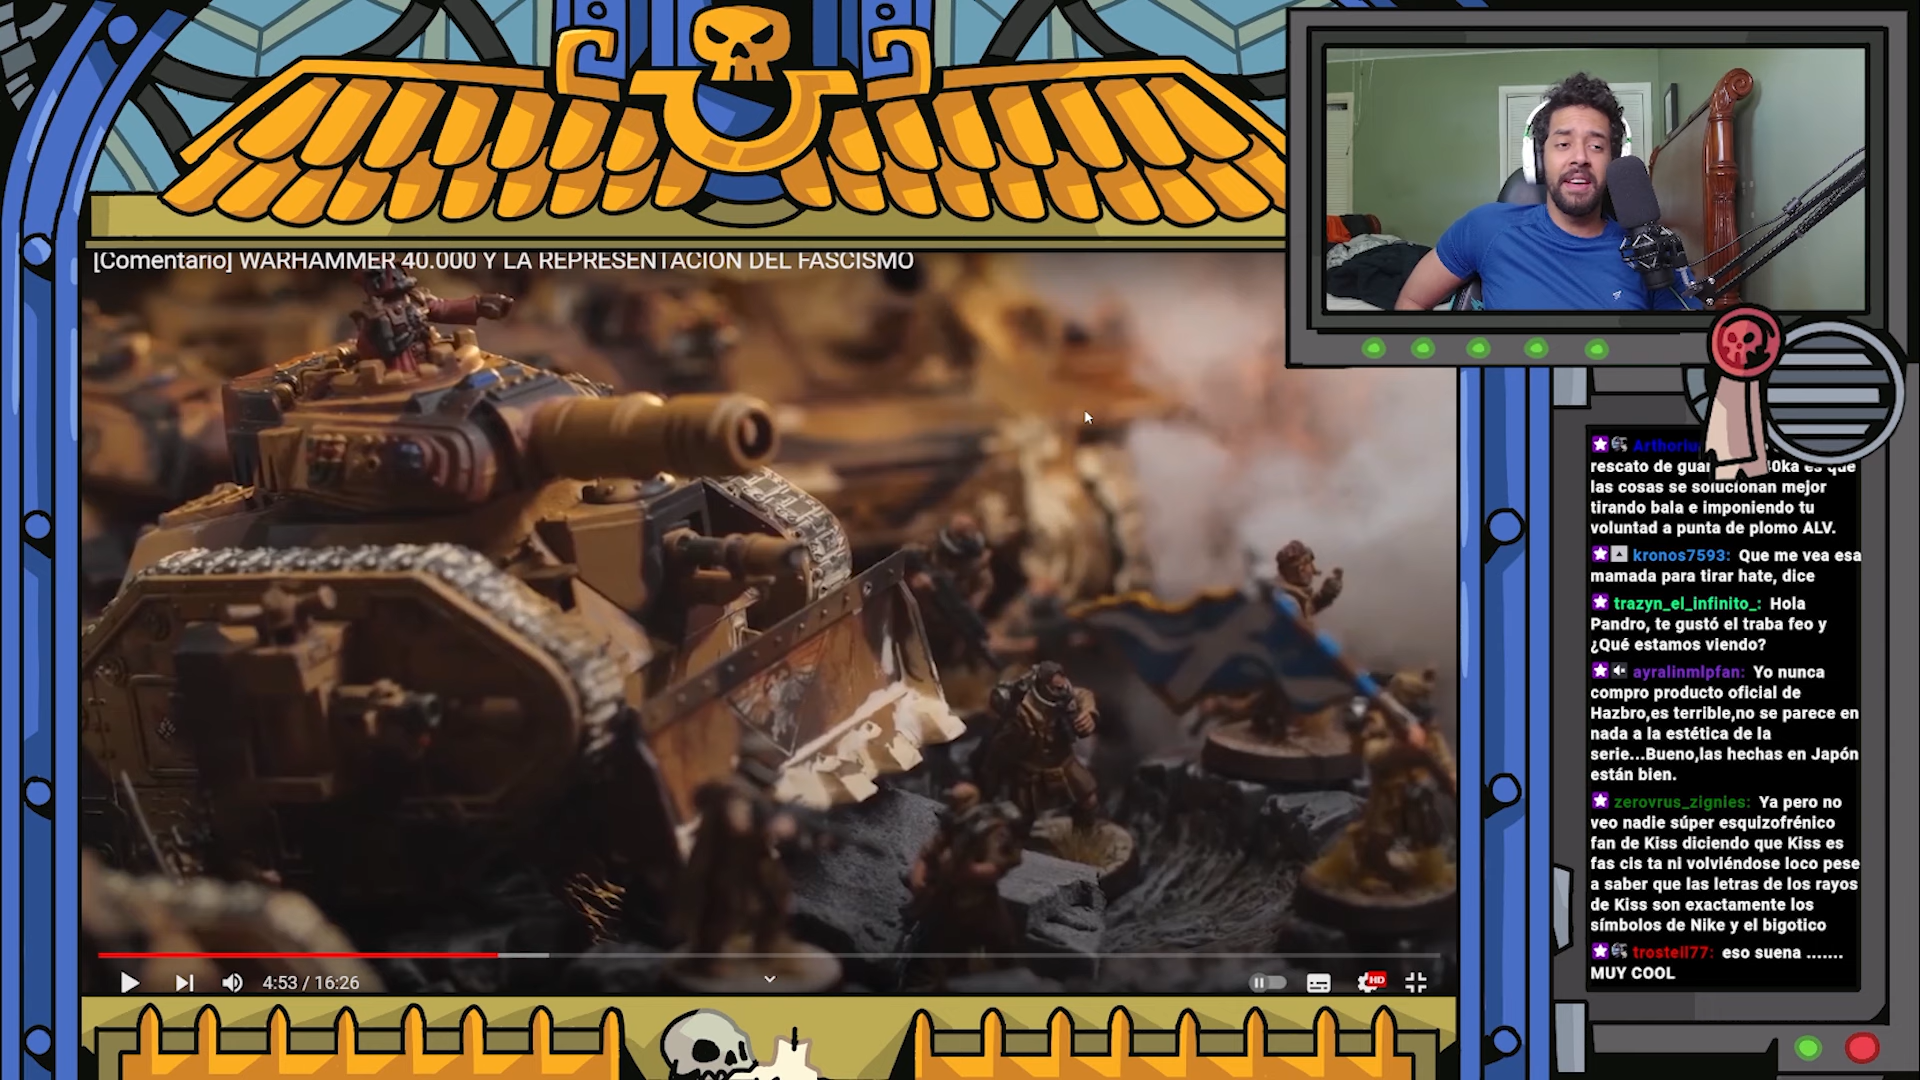 [Comentario] WARHAMMER 40.000 Y LA REPRESENTACIÓN DEL FASCISMO
4:53 / 16:26
HD
rescato de es que
las cosas se solucionan mejor
tirando bala e imponiendo tu
voluntad a punta de plomo ALV.
kronos7593: Que me vea esa
mamada para tirar hate, dice
trazyn_el_infinito_: Hola
Pandro, te gustó el traba feo y
¿Qué estamos viendo?
ayralinmlpfan: Yo nunca
compro producto oficial de
Hazbro,es terrible,no se parece en
nada a la estética de la
serie...Bueno,las hechas en Japón
están bien.
zerovrus_zignies: Ya pero no
veo nadie súper esquizofrénico
fan de Kiss diciendo que Kiss es
fas cis ta ni volviéndose loco pese
a saber que las letras de los rayos
de Kiss son exactamente los
símbolos de Nike y el bigotico
trosteil77: eso suena .......
MUY COOL